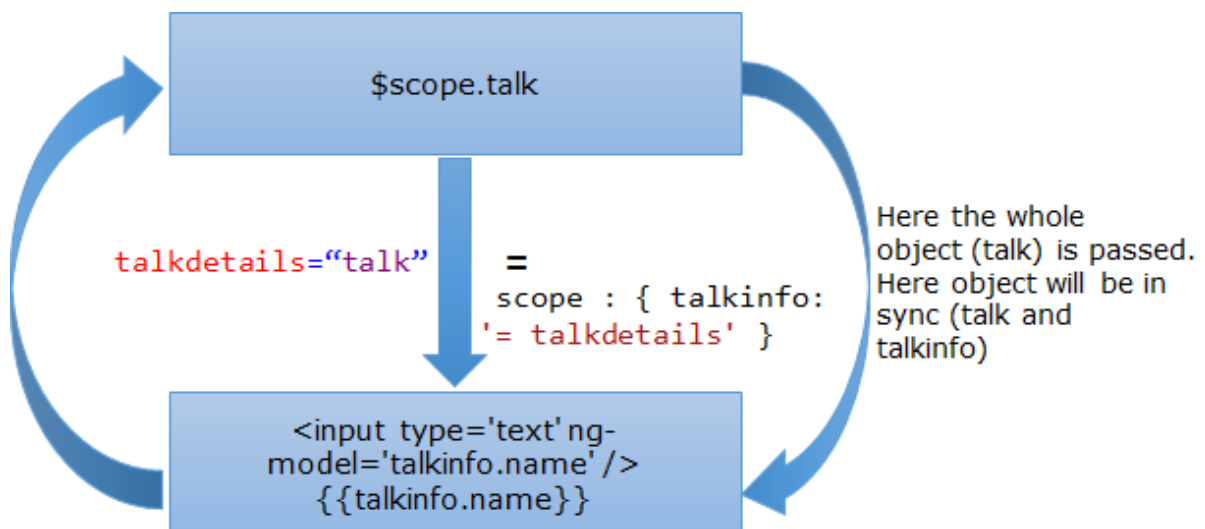 $scope.talk
talkdetails=“talk”
=
scope : { talkinfo:
'= talkdetails' }
Here the whole
object (talk) is passed.
Here object will be in
sync (talk and
talkinfo)
<input type='text' ng-
model='talkinfo.name' />
{{talkinfo.name}}